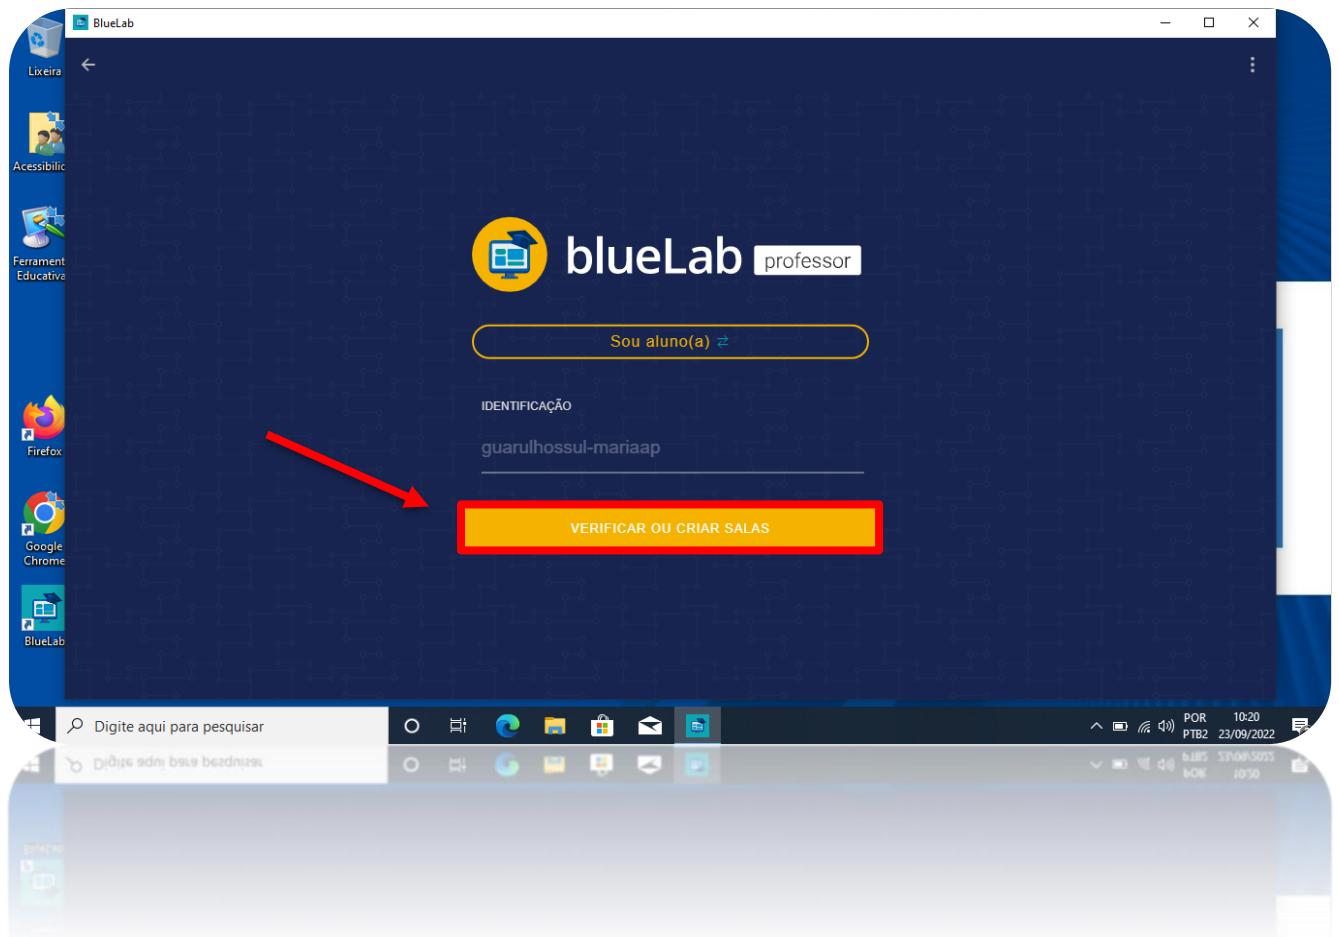 BlueLab
Lixeira
Acessibilic
Ferrament
Educativa
Firefox
Google
Chrome
BlueLab
blueLab professor
Sou aluno(a)
IDENTIFICAÇÃO
guarulhossul-mariaap
VERIFICAR OU CRIAR SALAS
Digite aqui para pesquisar
POR
PTB2
10:20
23/09/2022